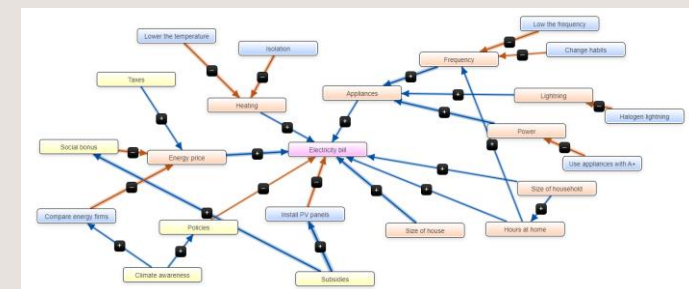 Low the frequency
Lower the temperature
Isolation
Change habits
Frequency
Taxes
Appliances
Lightning
Heating
Halogen lightning
Power
Social bonus
Energy price
Electricity bill
Use appliances with A+
Size of household
Compare energy firms
Policies
Install PV panels
Size of house
Hours at home
Climate awareness
Subsidies